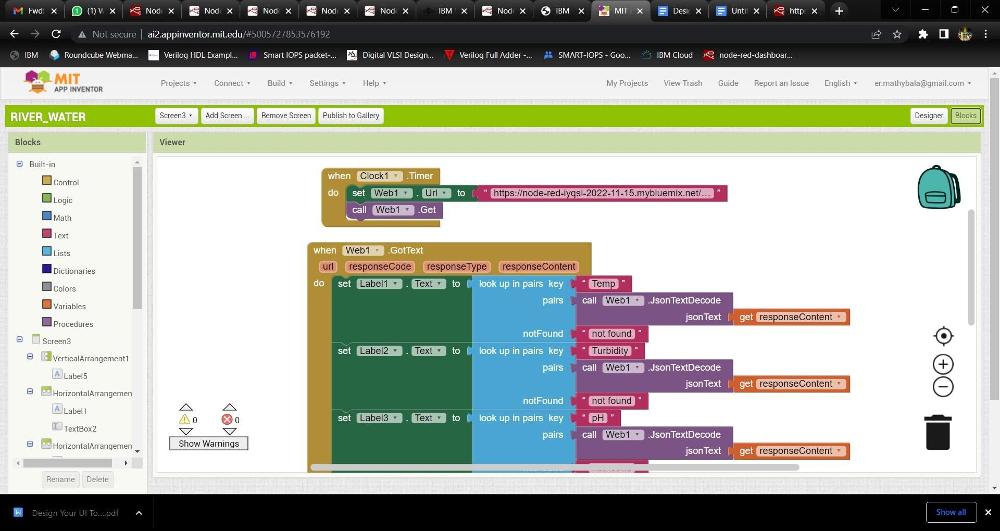 Fwd:
(1) W
Node
Node
Node
Node
Node
IBM
Node
IBM
MIT
Desi
Unti
http
Not secure
ai2.appinventor.mit.edu/#5005727853576192
IBM
Roundcube Webma...
Verilog HDL Exampl...
Smart IOPS packet-...
Digital VLSI Design...
Verilog Full Adder -...
SMART-IOPS - Goo...
IBM Cloud
node-red-dashboar...
MIT
APP INVENTOR
Projects
Connect
Build
Settings
Help
My Projects
View Trash
Guide
Report an Issue
English
er.mathybala@gmail.com
RIVER_WATER
Screen3
Add Screen ...
Remove Screen
Publish to Gallery
Designer
Blocks
Blocks
Viewer
Built-in
Control
Logic
Math
Text
Lists
Dictionaries
Colors
Variables
Procedures
Screen3
VerticalArrangement1
Label5
HorizontalArrangemen
Label1
TextBox2
HorizontalArrangemen
Rename
Delete
when Clock1 .Timer
do set Web1 . Url to “ https://node-red-iyqsl-2022-11-15.mybluemix.net/... ”
call Web1 .Get
when Web1 .GotText
url responseCode responseType responseContent
do set Label1 . Text to look up in pairs key “ Temp ”
pairs call Web1 .JsonTextDecode
jsonText get responseContent
notFound “ not found ”
set Label2 . Text to look up in pairs key “ Turbidity ”
pairs call Web1 .JsonTextDecode
jsonText get responseContent
notFound “ not found ”
set Label3 . Text to look up in pairs key “ pH ”
pairs call Web1 .JsonTextDecode
jsonText get responseContent
0
0
Show Warnings
Design Your UI To....pdf
Show all